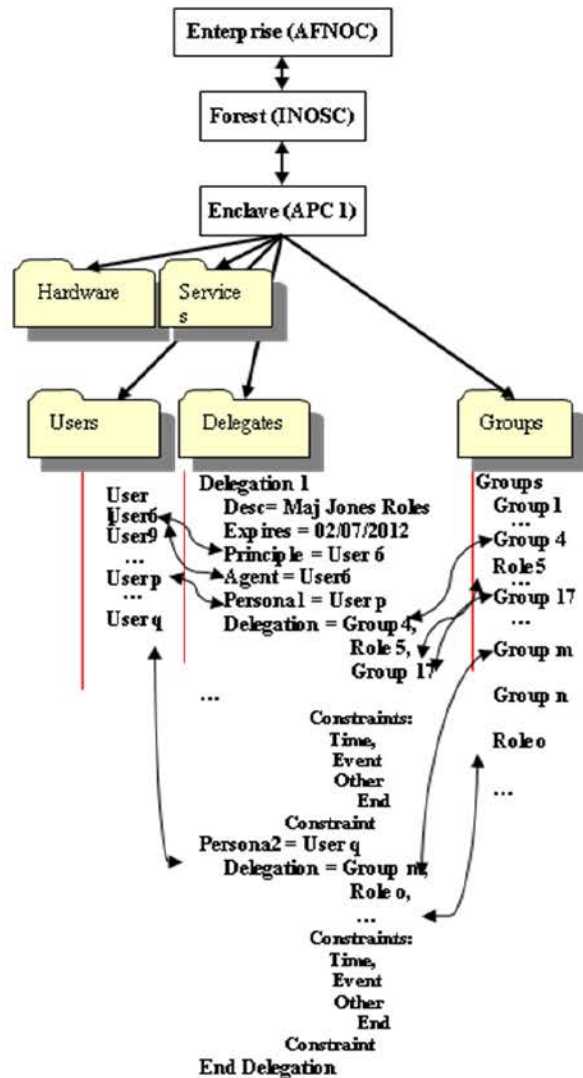 Enterprise (AFNOC)
Forest (INOSC)
Enclave (APC 1)
Hardware
Service
s
Users
Delegates
Groups
User
User6
User9
...
User p
...
User q
Delegation 1
Desc= Maj Jones Roles
Expires = 02/07/2012
Principle = User 6
Agent = User6
Persona1 = User p
Delegation = Group 4,
Role 5,
Group 17
...
Constraints:
Time,
Event
Other
End
Constraint
Persona2 = User q
Delegation = Group m,
Role o,
...
Constraints:
Time,
Event
Other
End
Constraint
End Delegation
Groups
Group 1
...
Group 4
Role 5
...
Group 17
...
Group m
Group n
Role o
...